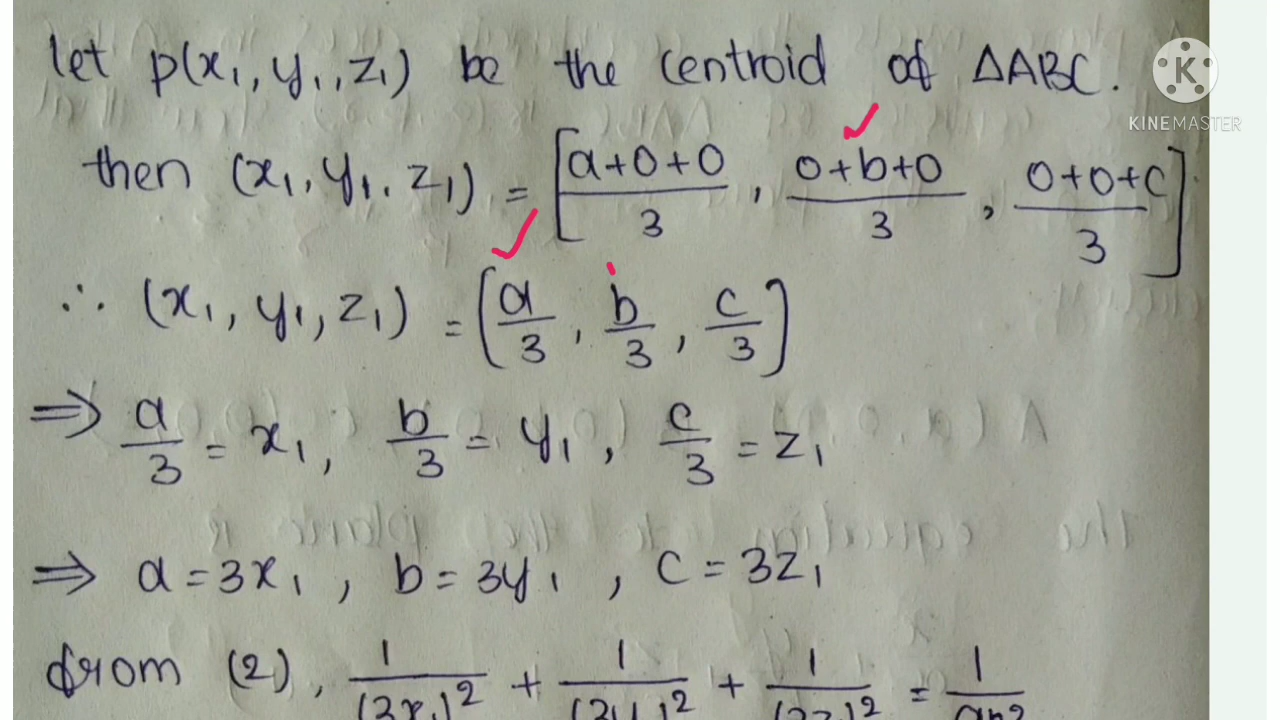 let p(x₁, y₁, z₁) be the centroid of ΔABC.
KINEMASTER
then (x₁, y₁, z₁) = [a+0+0/3, 0+b+0/3, 0+0+c/3]
∴ (x₁, y₁, z₁) = [a/3, b/3, c/3]
⇒ a/3 = x₁, b/3 = y₁, c/3 = z₁
⇒ a = 3x₁, b = 3y₁, c = 3z₁
from (2), 1/(3x₁)² + 1/(3y₁)² + 1/(3z₁)² = 1/9p²